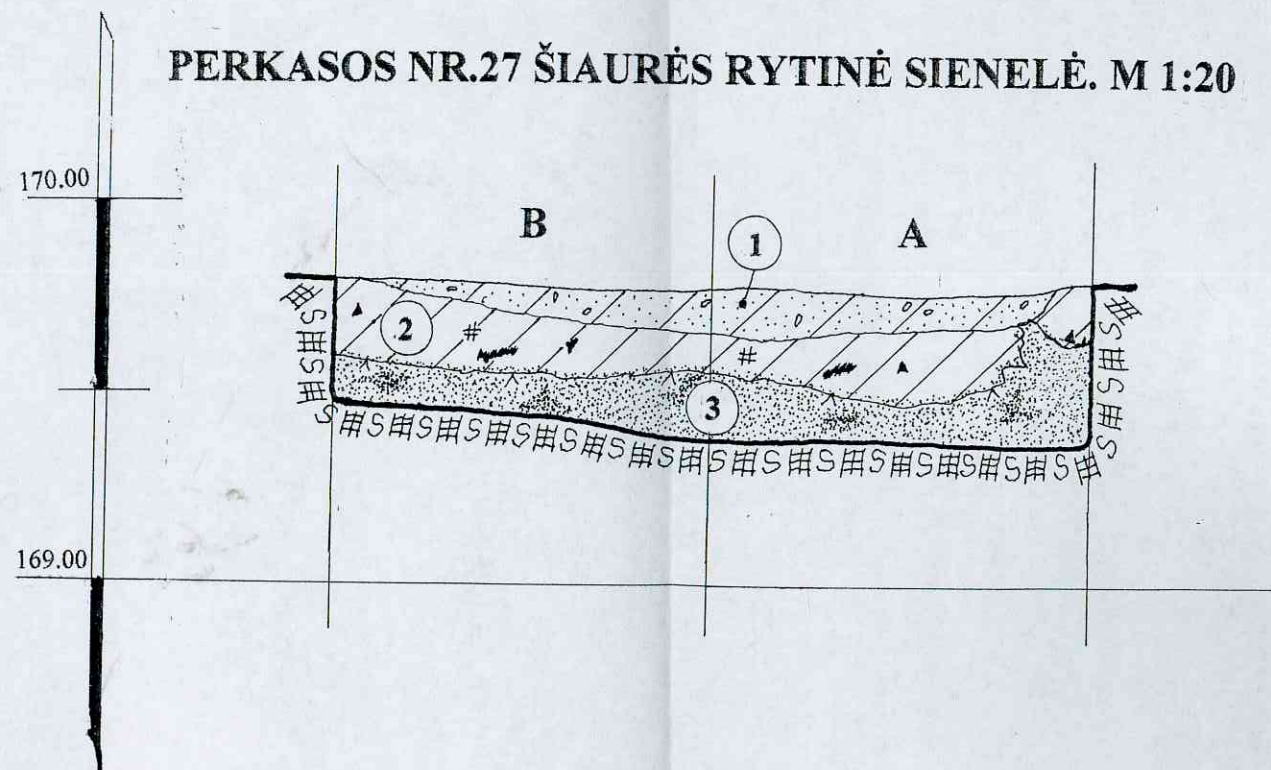 PERKASOS NR.27 ŠIAURĖS RYTINĖ SIENELĖ. M 1:20
170.00
B
1
A
2
3
169.00